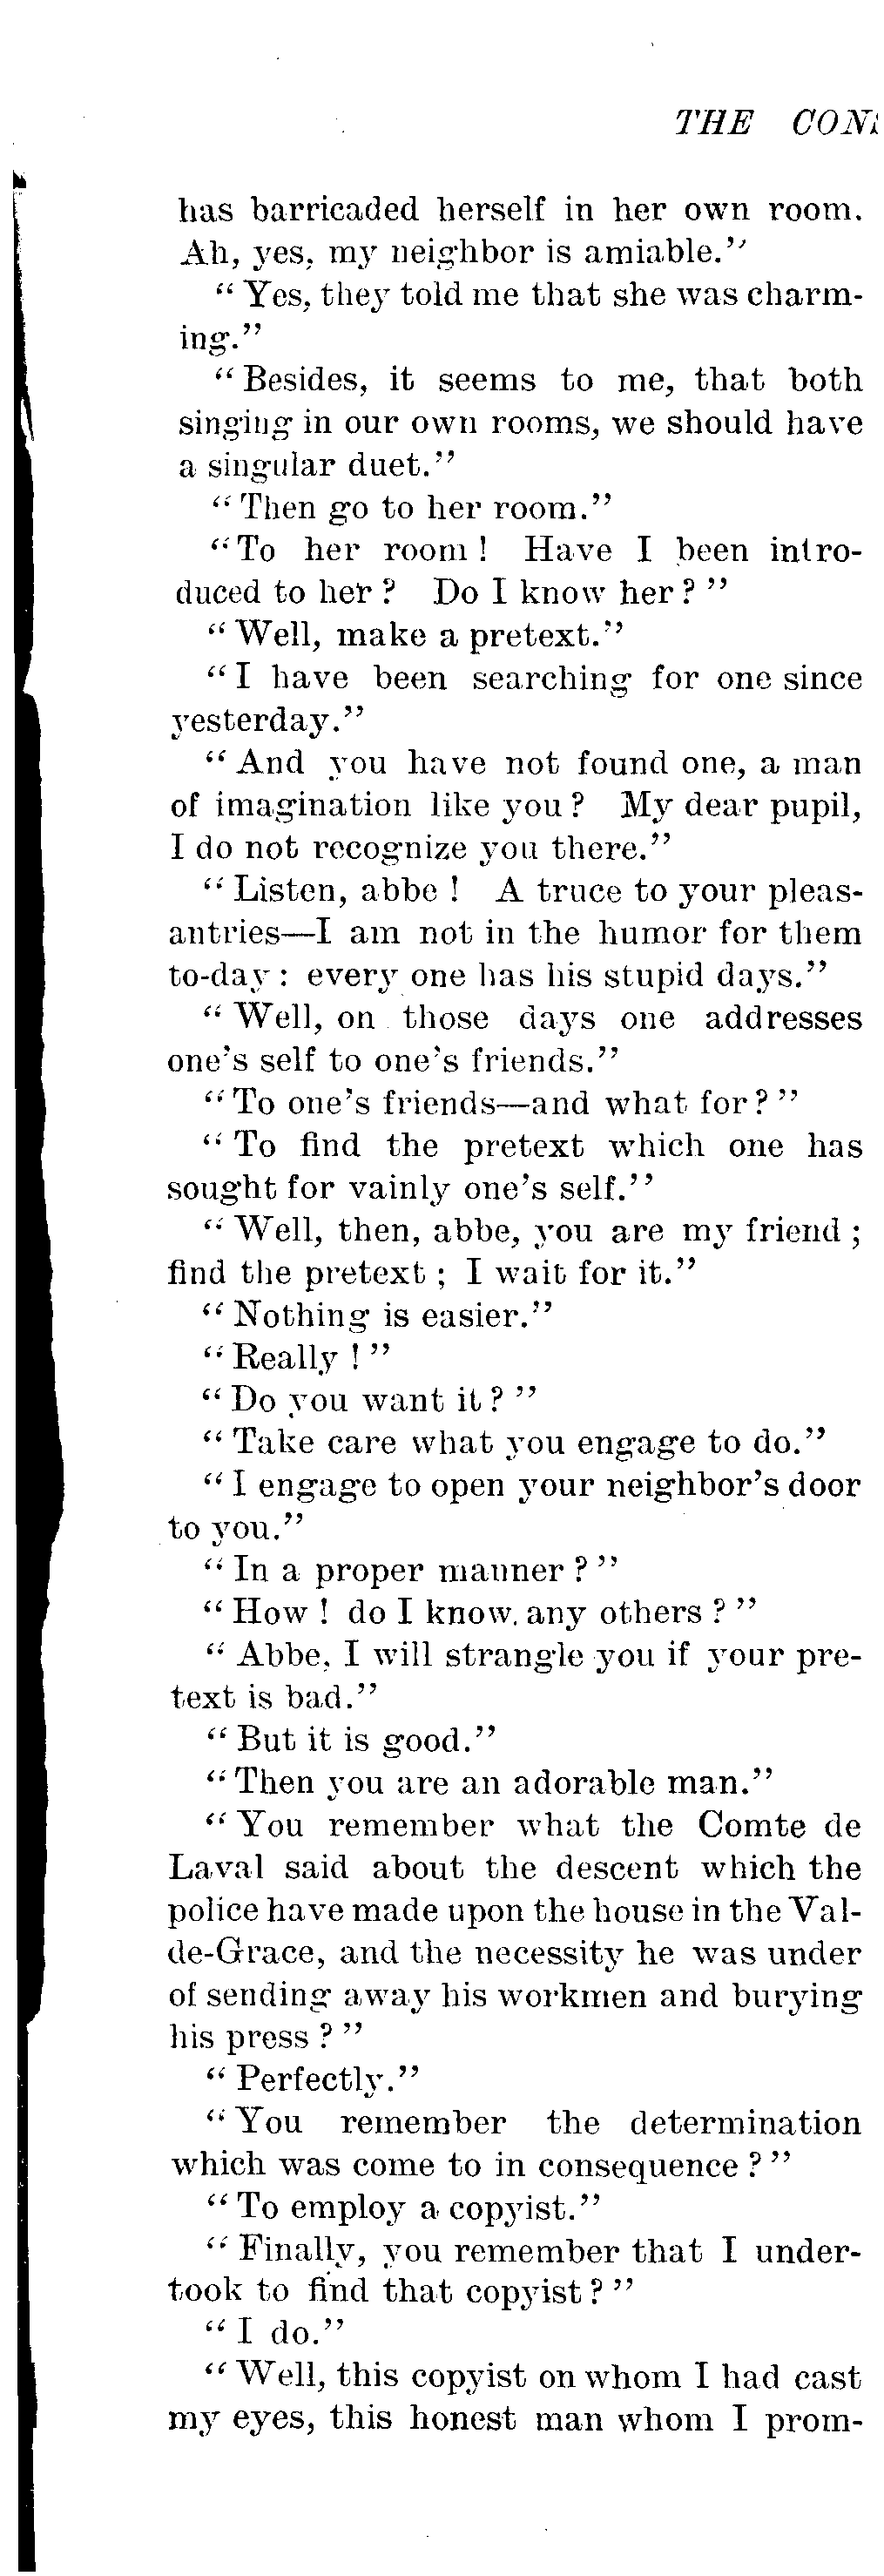 THE CONS
has barricaded herself in her own room.
Ah, yes, my neighbor is amiable."
"Yes, they told me that she was charm-
ing."
"Besides, it seems to me, that both
singing in our own rooms, we should have
a singular duet."
"Then go to her room."
"To her room! Have I been intro-
duced to her? Do I know her?"
"Well, make a pretext."
"I have been searching for one since
yesterday."
"And you have not found one, a man
of imagination like you? My dear pupil,
I do not recognize you there."
"Listen, abbe! A truce to your pleas-
antries—I am not in the humor for them
to-day: every one has his stupid days."
"Well, on those days one addresses
one's self to one's friends."
"To one's friends—and what for?"
"To find the pretext which one has
sought for vainly one's self."
"Well, then, abbe, you are my friend;
find the pretext; I wait for it."
"Nothing is easier."
"Really!"
"Do you want it?"
"Take care what you engage to do."
"I engage to open your neighbor's door
to you."
"In a proper manner?"
"How! do I know. any others?"
"Abbe, I will strangle you if your pre-
text is bad."
"But it is good."
"Then you are an adorable man."
"You remember what the Comte de
Laval said about the descent which the
police have made upon the house in the Val-
de-Grace, and the necessity he was under
of sending away his workmen and burying
his press?"
"Perfectly."
"You remember the determination
which was come to in consequence?"
"To employ a copyist."
"Finally, you remember that I under-
took to find that copyist?"
"I do."
"Well, this copyist on whom I had cast
my eyes, this honest man whom I prom-